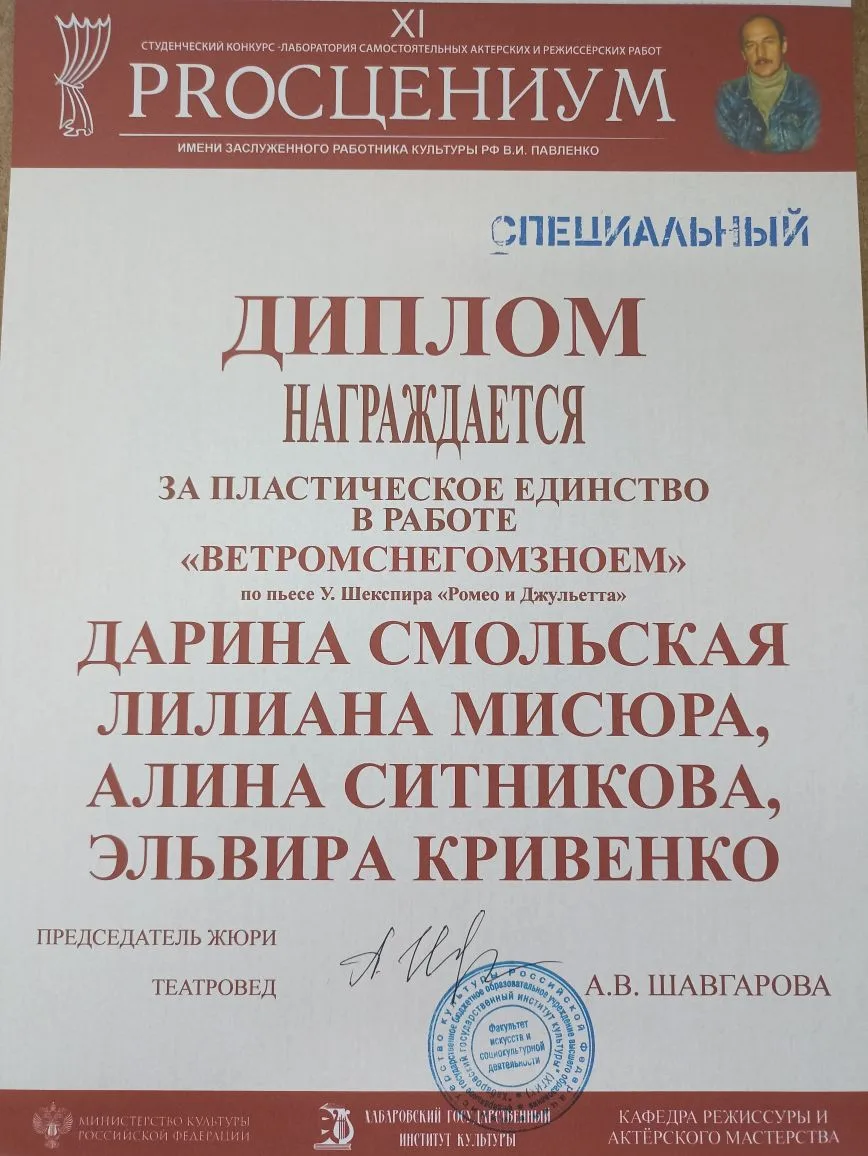 XI
СТУДЕНЧЕСКИЙ КОНКУРС -ЛАБОРАТОРИЯ САМОСТОЯТЕЛЬНЫХ АКТЕРСКИХ И РЕЖИССЁРСКИХ РАБОТ
PROСЦЕНИУМ
ИМЕНИ ЗАСЛУЖЕННОГО РАБОТНИКА КУЛЬТУРЫ РФ В.И. ПАВЛЕНКО
СПЕЦИАЛЬНЫЙ
ДИПЛОМ
НАГРАЖДАЕТСЯ
ЗА ПЛАСТИЧЕСКОЕ ЕДИНСТВО
В РАБОТЕ
«ВЕТРОМСНЕГОМЗНОЕМ»
по пьесе У. Шекспира «Ромео и Джульетта»
ДАРИНА СМОЛЬСКАЯ
ЛИЛИАНА МИСЮРА,
АЛИНА СИТНИКОВА,
ЭЛЬВИРА КРИВЕНКО
ПРЕДСЕДАТЕЛЬ ЖЮРИ
ТЕАТРОВЕД
А.В. ШАВГАРОВА
Факультет
искусств и
социокультурной
деятельности
МИНИСТЕРСТВО КУЛЬТУРЫ
РОССИЙСКОЙ ФЕДЕРАЦИИ
ХАБАРОВСКИЙ ГОСУДАРСТВЕННЫЙ
ИНСТИТУТ КУЛЬТУРЫ
КАФЕДРА РЕЖИССУРЫ И
АКТЁРСКОГО МАСТЕРСТВА